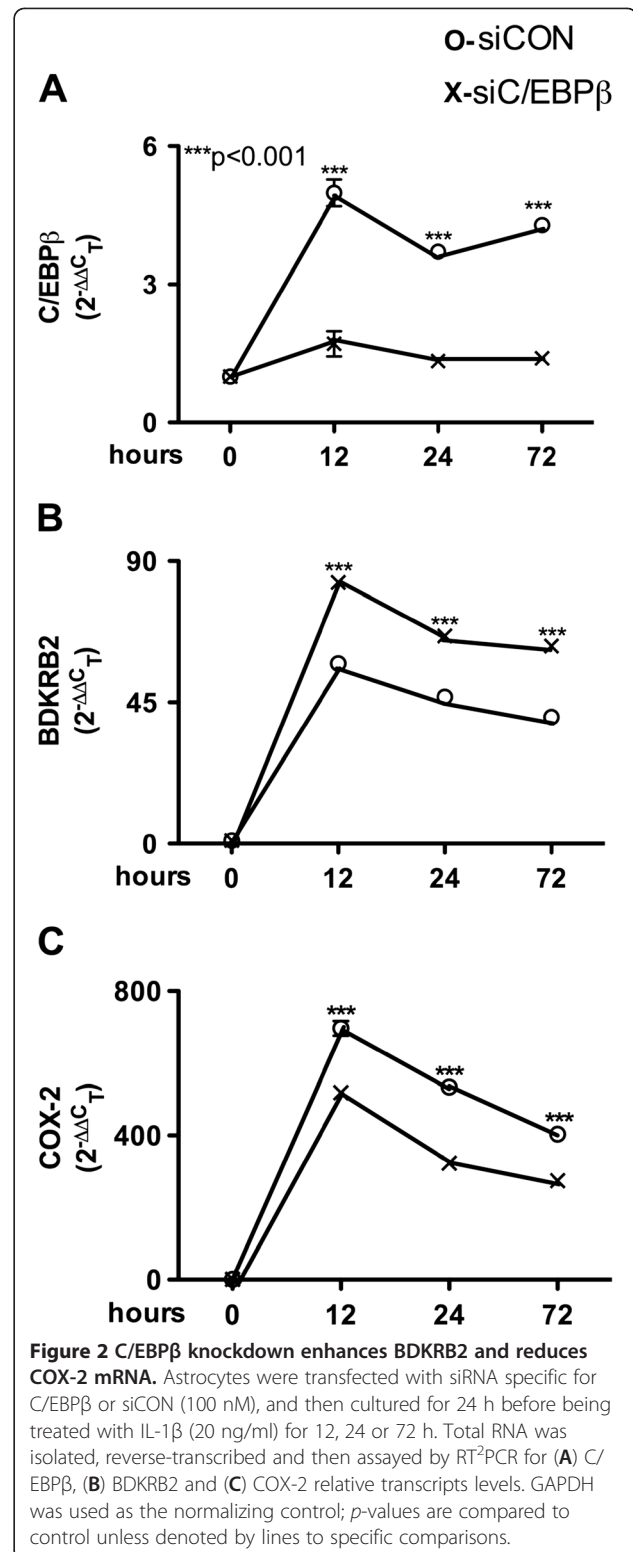 O-siCON
X-siC/EBPβ
A
***p<0.001
6
3
0
C/EBPβ
(2-ΔΔCT)
***
***
***
hours 0 12 24 72
B
90
45
0
BDKRB2
(2-ΔΔCT)
***
***
***
hours 0 12 24 72
C
800
400
0
COX-2
(2-ΔΔCT)
***
***
***
hours 0 12 24 72
Figure 2 C/EBPβ knockdown enhances BDKRB2 and reduces
COX-2 mRNA. Astrocytes were transfected with siRNA specific for
C/EBPβ or siCON (100 nM), and then cultured for 24 h before being
treated with IL-1β (20 ng/ml) for 12, 24 or 72 h. Total RNA was
isolated, reverse-transcribed and then assayed by RT²PCR for (A) C/
EBPβ, (B) BDKRB2 and (C) COX-2 relative transcripts levels. GAPDH
was used as the normalizing control; p-values are compared to
control unless denoted by lines to specific comparisons.